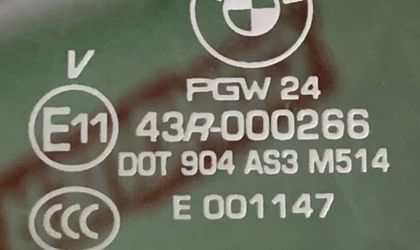 V
PGW 24
E11 43R-000266
DOT 904 AS3 M514
CCC E 001147